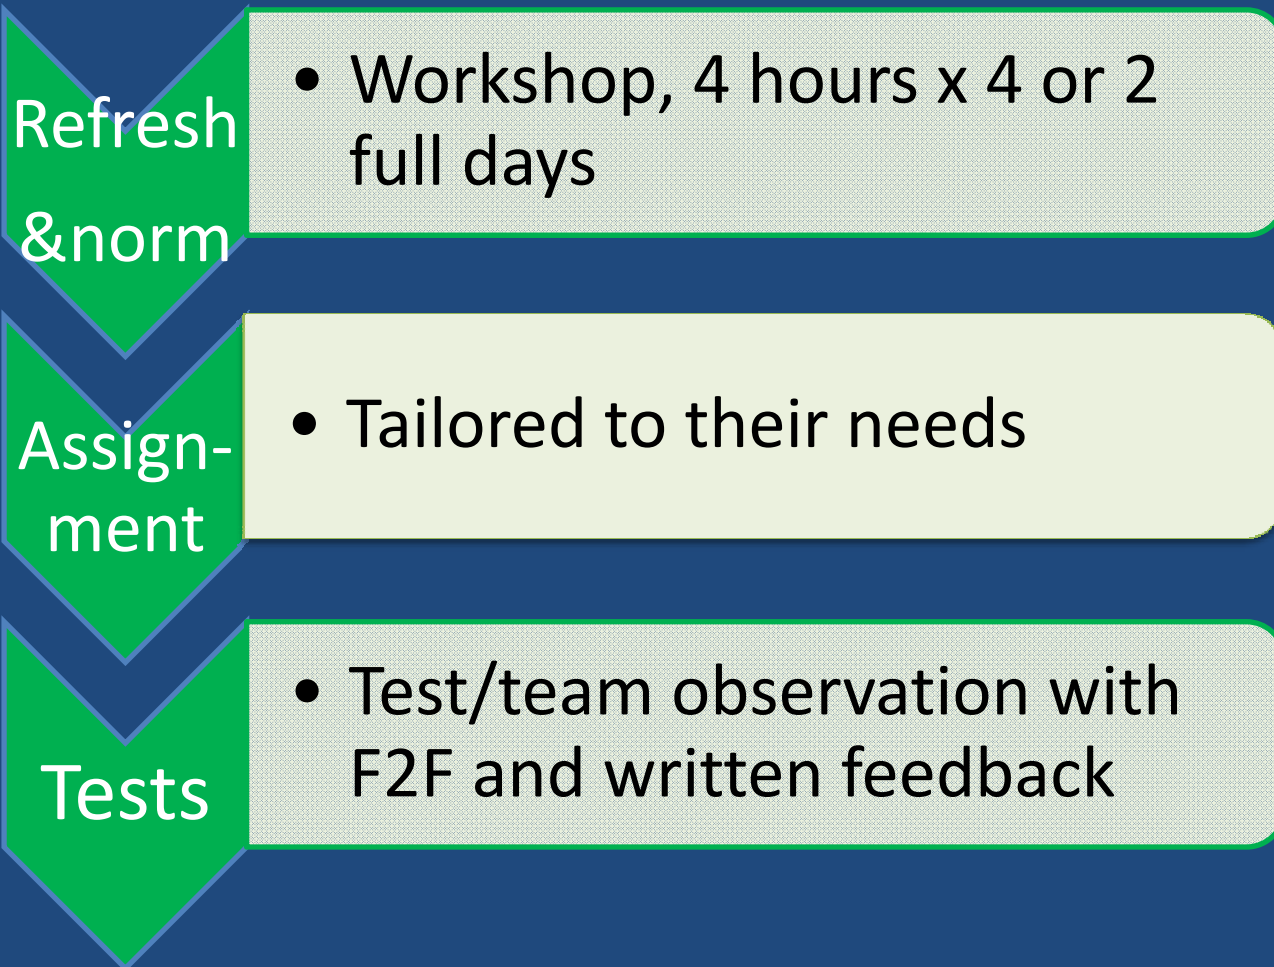 Refresh
&norm
• Workshop, 4 hours x 4 or 2
full days
Assign-
ment
• Tailored to their needs
Tests
• Test/team observation with
F2F and written feedback